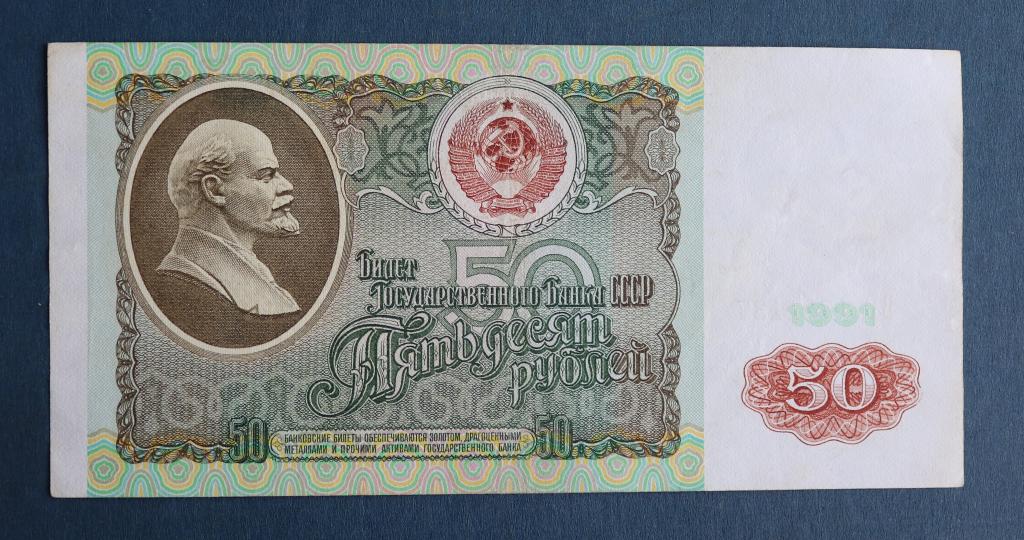 50
Билет
Государственного Банка СССР
Пятьдесят
рублей
50
50 БАНКОВСКИЕ БИЛЕТЫ ОБЕСПЕЧИВАЮТСЯ ЗОЛОТОМ, ДРАГОЦЕННЫМИ 50
МЕТАЛЛАМИ И ПРОЧИМИ АКТИВАМИ ГОСУДАРСТВЕННОГО БАНКА